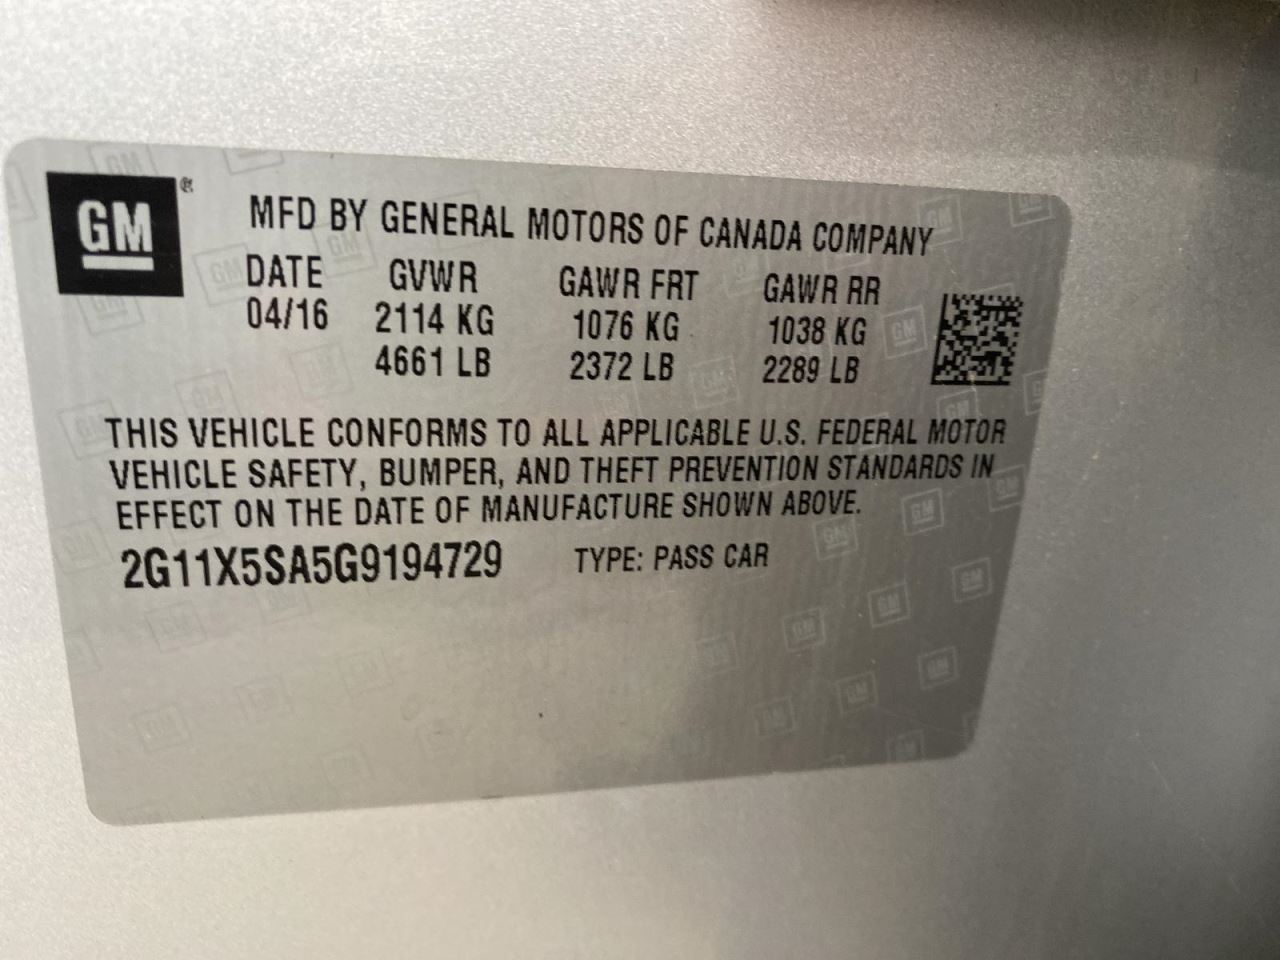 GM ®
MFD BY GENERAL MOTORS OF CANADA COMPANY
DATE GVWR GAWR FRT GAWR RR
04/16 2114 KG 1076 KG 1038 KG
4661 LB 2372 LB 2289 LB
THIS VEHICLE CONFORMS TO ALL APPLICABLE U.S. FEDERAL MOTOR
VEHICLE SAFETY, BUMPER, AND THEFT PREVENTION STANDARDS IN
EFFECT ON THE DATE OF MANUFACTURE SHOWN ABOVE.
2G11X5SA5G9194729 TYPE: PASS CAR